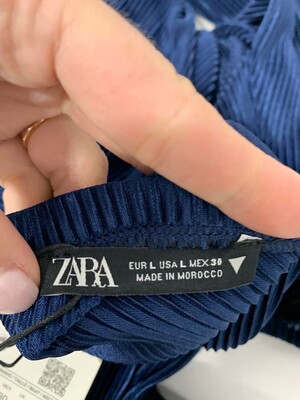 ZARA
EUR L USA L MEX 30
MADE IN MOROCCO